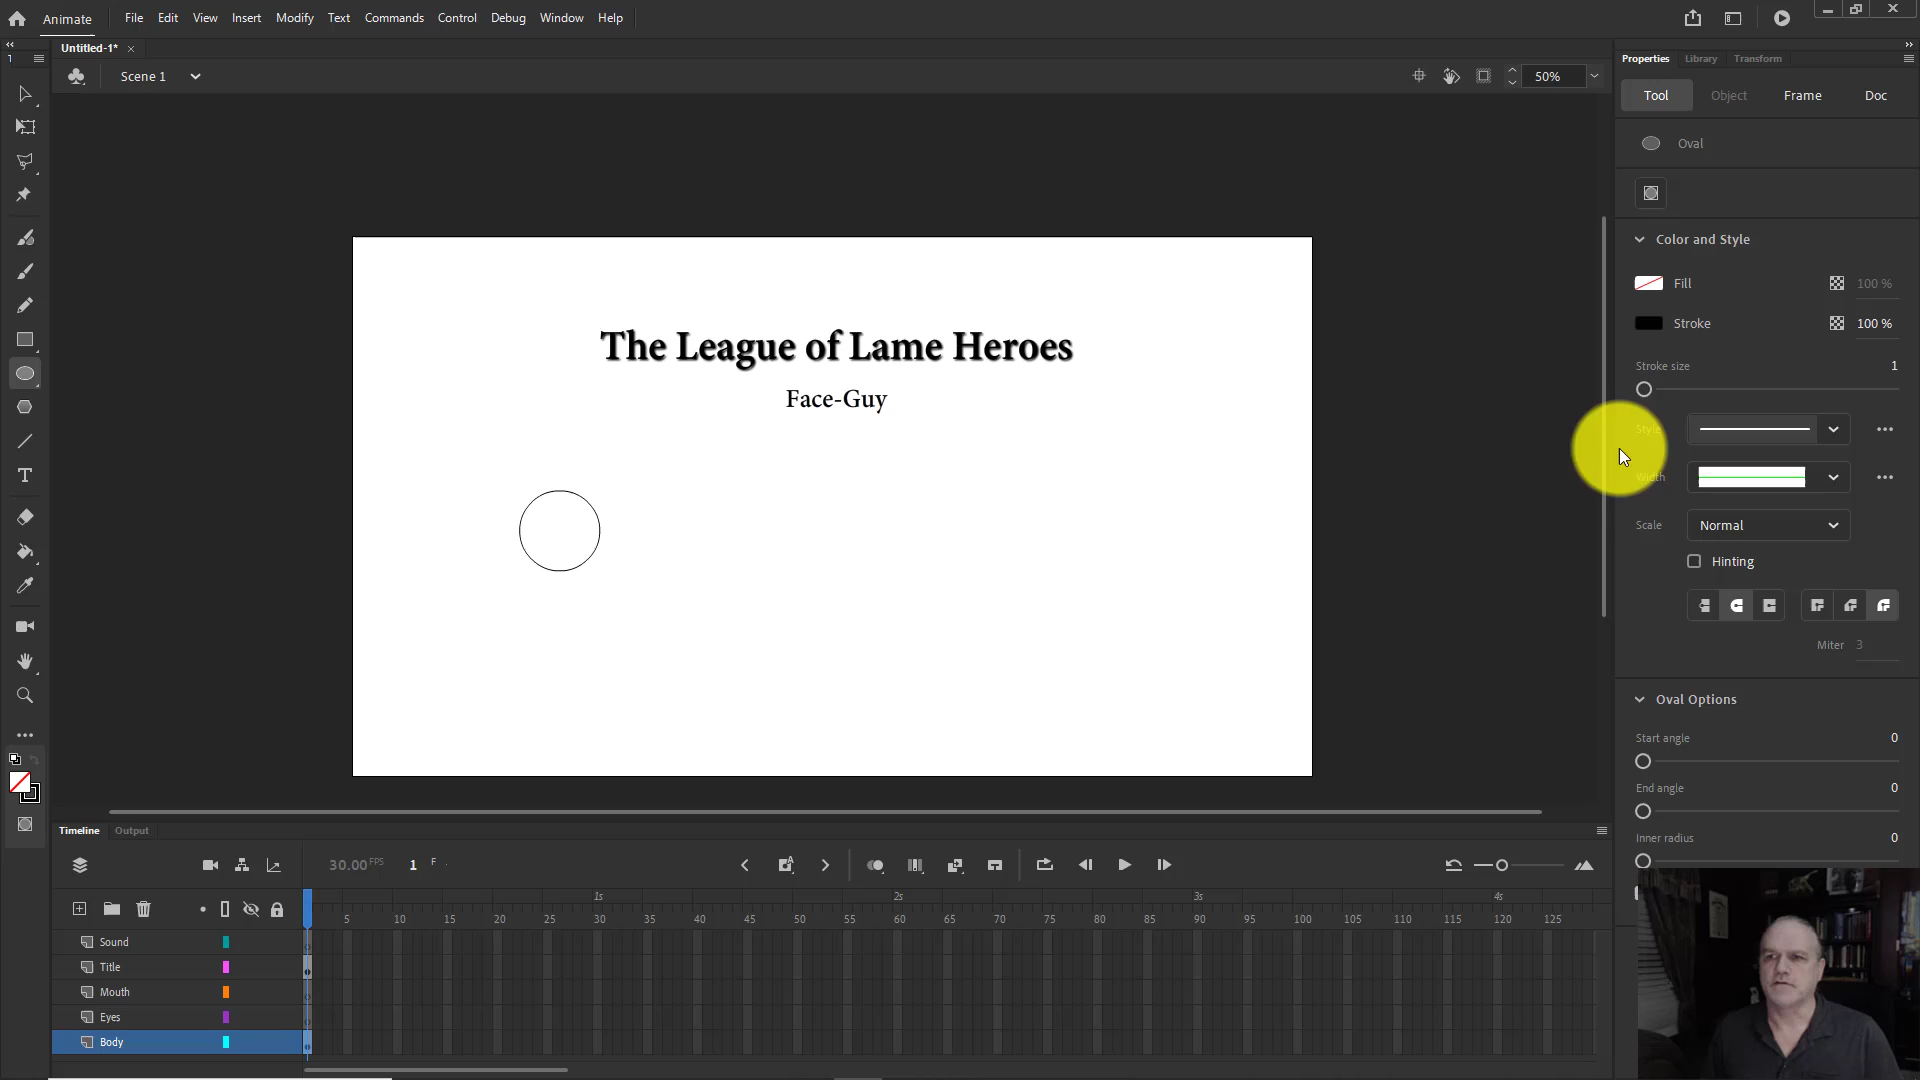 Animate File Edit View Insert Modify Text Commands Control Debug Window Help
Untitled-1*
Scene 1
50%
Properties Library Transform
Tool Object Frame Doc
Oval
Color and Style
Fill 100 %
Stroke 100 %
Stroke size 1
Style
Width
Scale Normal
Hinting
Miter 3
Oval Options
Start angle 0
End angle 0
Inner radius 0
The League of Lame Heroes
Face-Guy
Timeline Output
30.00 FPS 1 F
1s 2s 3s 4s
5 10 15 20 25 30 35 40 45 50 55 60 65 70 75 80 85 90 95 100 105 110 115 120 125
Sound
Title
Mouth
Eyes
Body